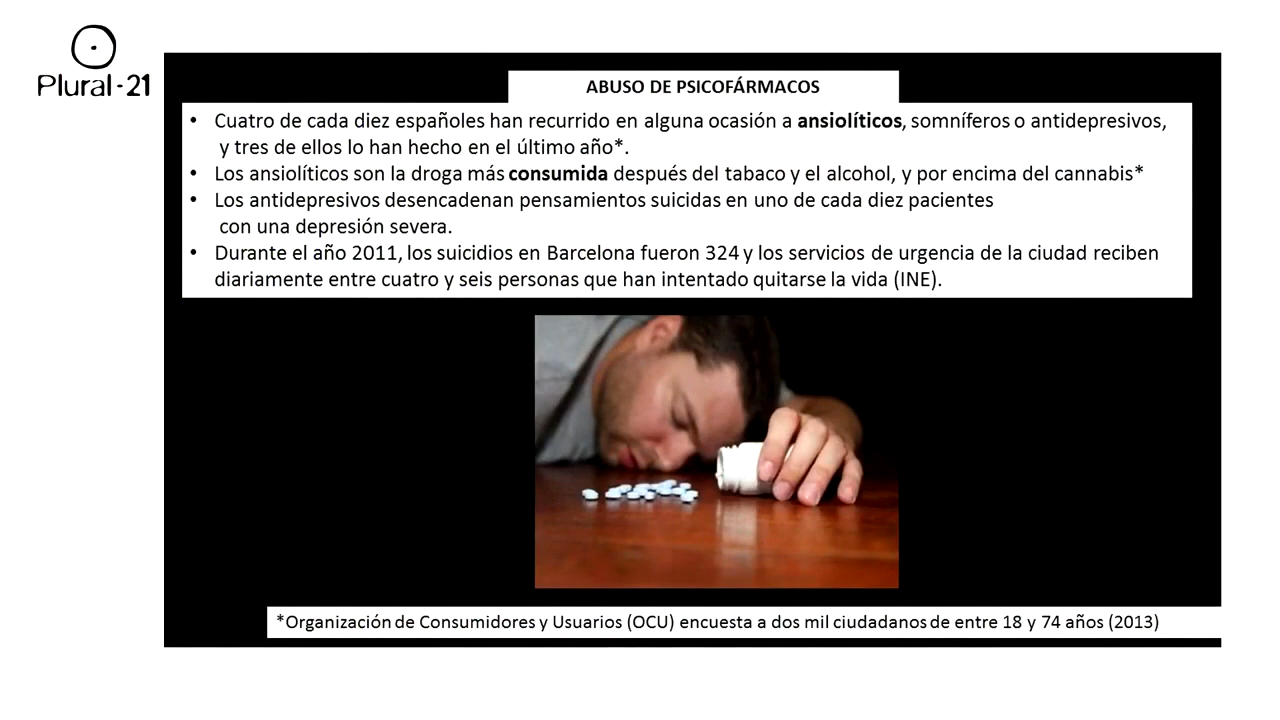 Plural-21
ABUSO DE PSICOFÁRMACOS
• Cuatro de cada diez españoles han recurrido en alguna ocasión a ansiolíticos, somníferos o antidepresivos,
y tres de ellos lo han hecho en el último año*.
• Los ansiolíticos son la droga más consumida después del tabaco y el alcohol, y por encima del cannabis*
• Los antidepresivos desencadenan pensamientos suicidas en uno de cada diez pacientes
con una depresión severa.
• Durante el año 2011, los suicidios en Barcelona fueron 324 y los servicios de urgencia de la ciudad reciben
diariamente entre cuatro y seis personas que han intentado quitarse la vida (INE).
*Organización de Consumidores y Usuarios (OCU) encuesta a dos mil ciudadanos de entre 18 y 74 años (2013)